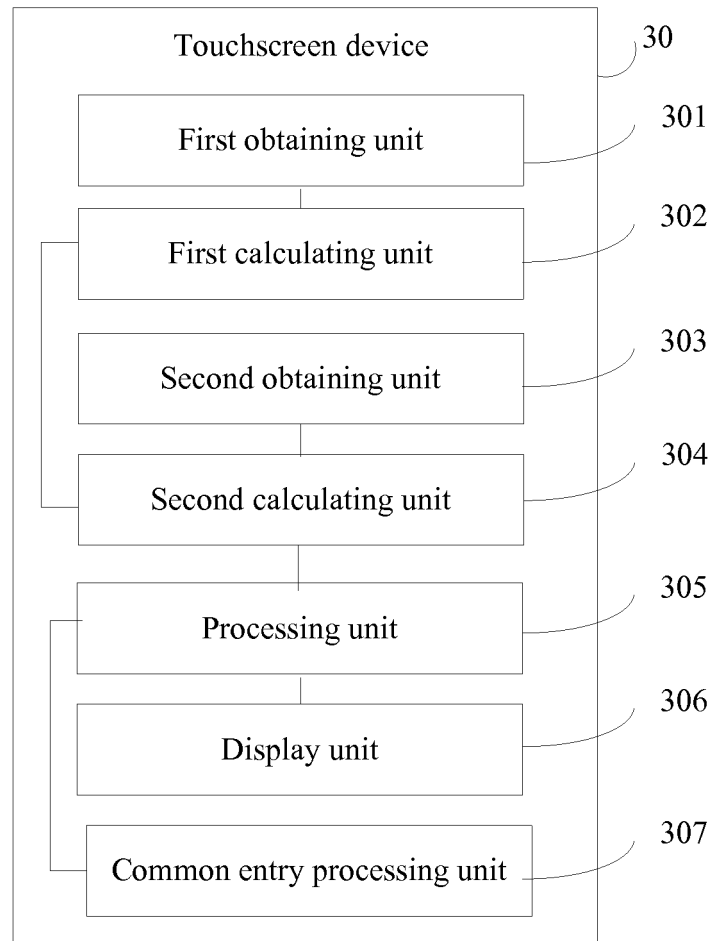 Touchscreen device
30
First obtaining unit
301
First calculating unit
302
Second obtaining unit
303
Second calculating unit
304
Processing unit
305
Display unit
306
Common entry processing unit
307